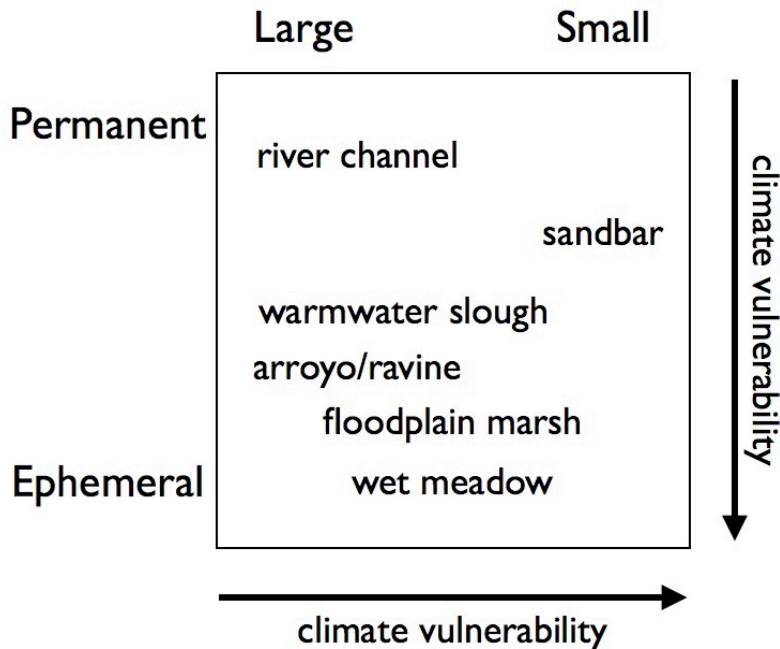 Large Small
Permanent
river channel
sandbar
warmwater slough
arroyo/ravine
floodplain marsh
Ephemeral wet meadow
climate vulnerability
climate vulnerability